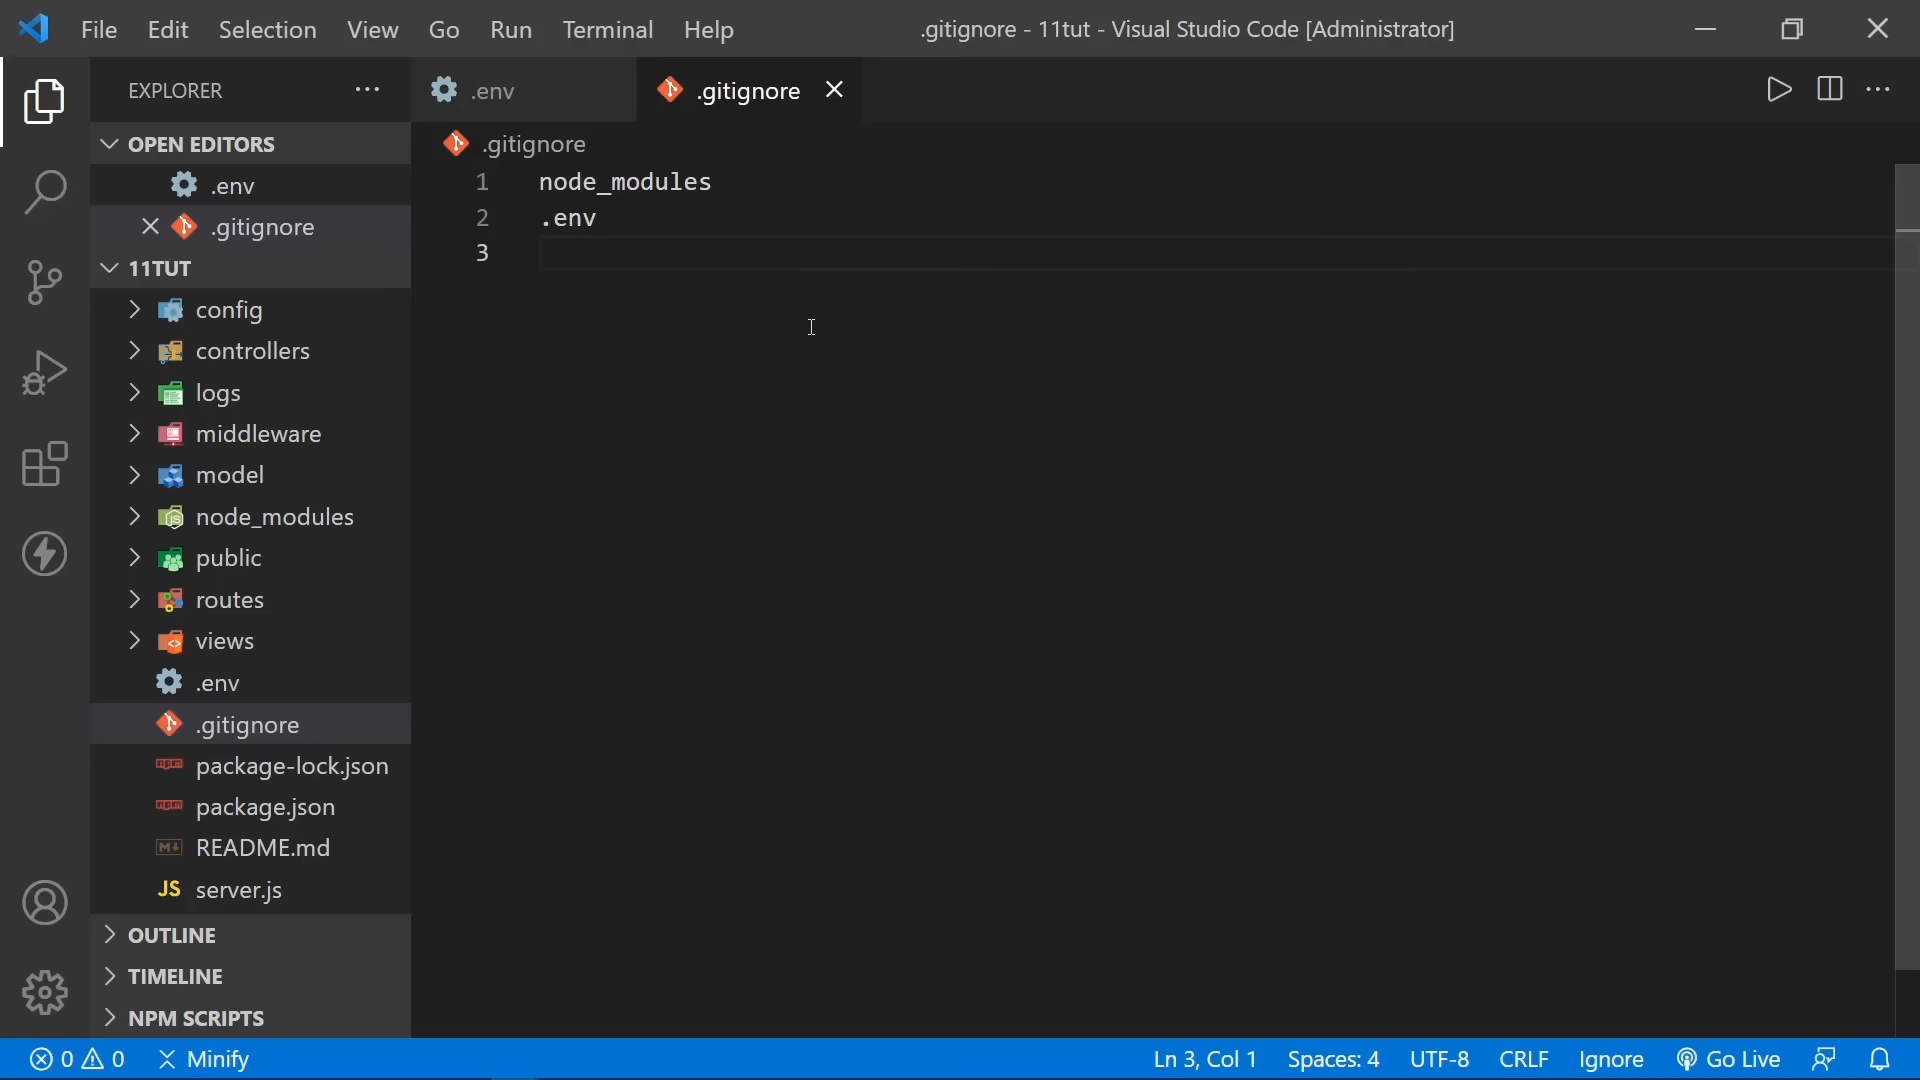 File Edit Selection View Go Run Terminal Help
.gitignore - 11tut - Visual Studio Code [Administrator]
EXPLORER
.env
.gitignore
OPEN EDITORS
.env
.gitignore
11TUT
config
controllers
logs
middleware
model
node_modules
public
routes
views
.env
.gitignore
package-lock.json
package.json
README.md
JS server.js
OUTLINE
TIMELINE
NPM SCRIPTS
.gitignore
1 node_modules
2 .env
3
0 0 Minify
Ln 3, Col 1 Spaces: 4 UTF-8 CRLF Ignore Go Live